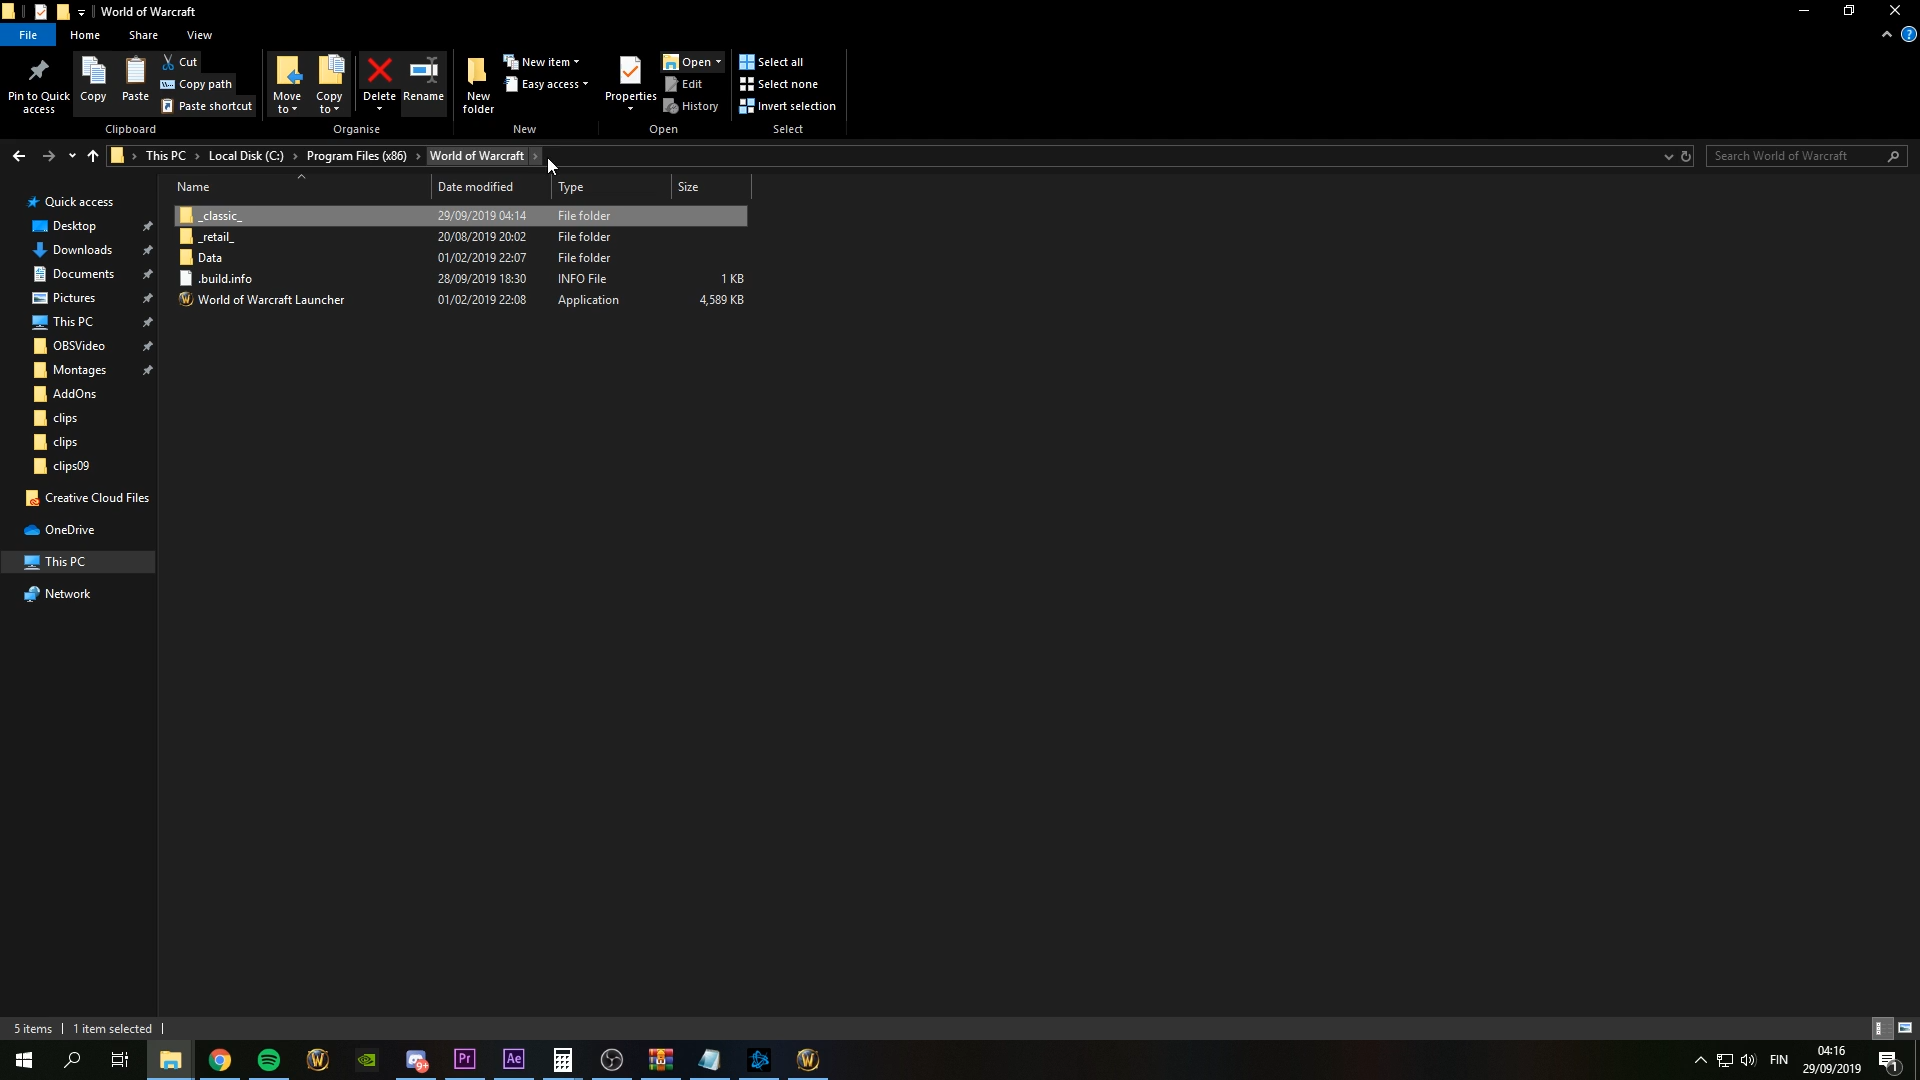 World of Warcraft
File Home Share View
Pin to Quick access
Copy
Paste
Cut
Copy path
Paste shortcut
Clipboard
Move to
Copy to
Delete
Rename
Organise
New folder
New item
Easy access
New
Properties
Open
Edit
History
Open
Select all
Select none
Invert selection
Select
This PC Local Disk (C:) Program Files (x86) World of Warcraft
Search World of Warcraft
Name Date modified Type Size
_classic_ 29/09/2019 04:14 File folder
_retail_ 20/08/2019 20:02 File folder
Data 01/02/2019 22:07 File folder
.build.info 28/09/2019 18:30 INFO File 1 KB
World of Warcraft Launcher 01/02/2019 22:08 Application 4,589 KB
Quick access
Desktop
Downloads
Documents
Pictures
This PC
OBSVideo
Montages
AddOns
clips
clips
clips09
Creative Cloud Files
OneDrive
This PC
Network
5 items 1 item selected
W
9+
Pr
Ae
W
FIN
04:16
29/09/2019
1